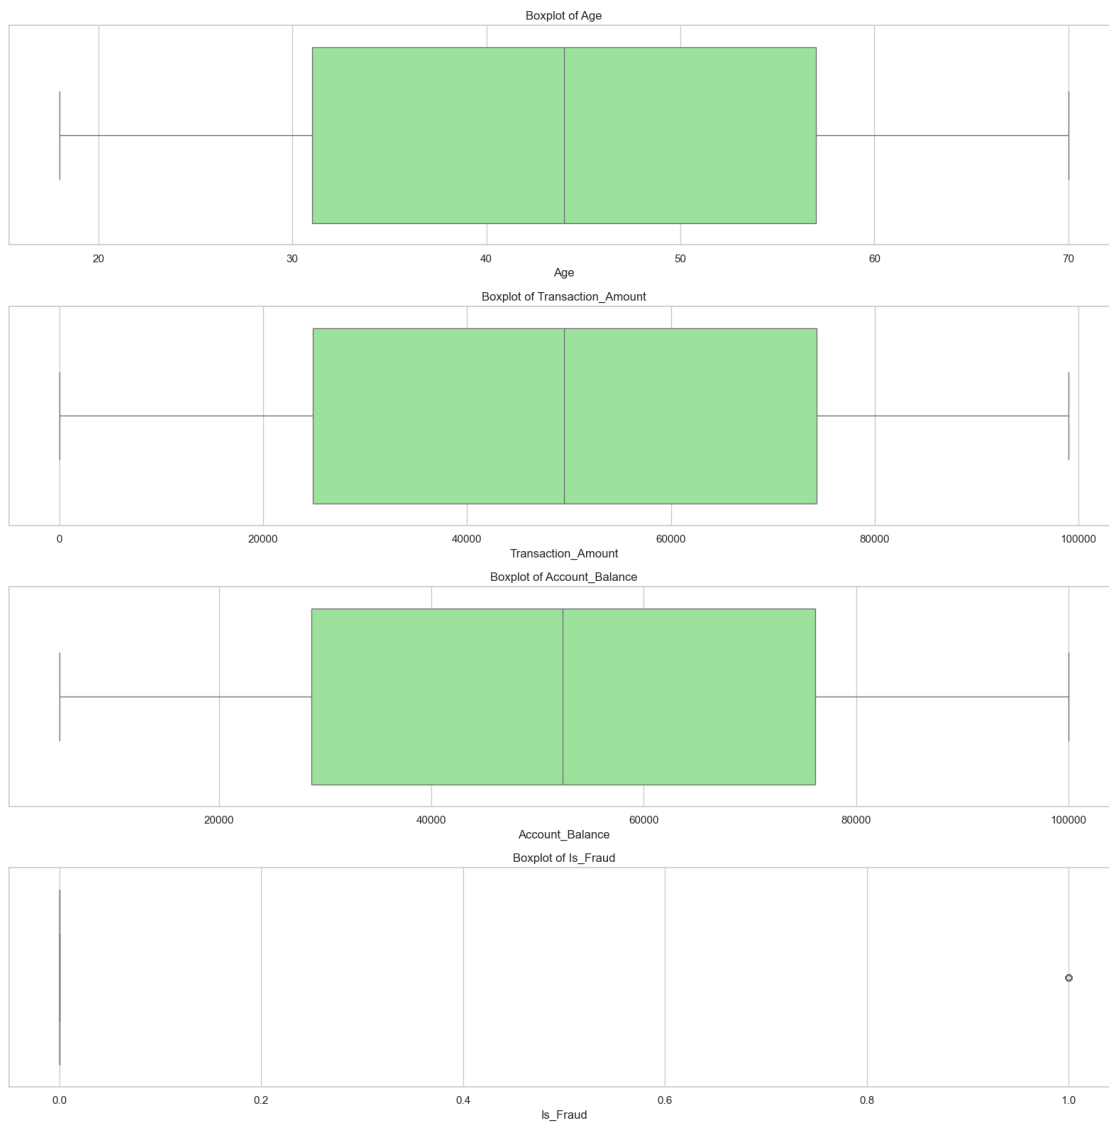 Boxplot of Age
20 30 40 50 60 70
Age
Boxplot of Transaction_Amount
0 20000 40000 60000 80000 100000
Transaction_Amount
Boxplot of Account_Balance
20000 40000 60000 80000 100000
Account_Balance
Boxplot of Is_Fraud
0.0 0.2 0.4 0.6 0.8 1.0
Is_Fraud